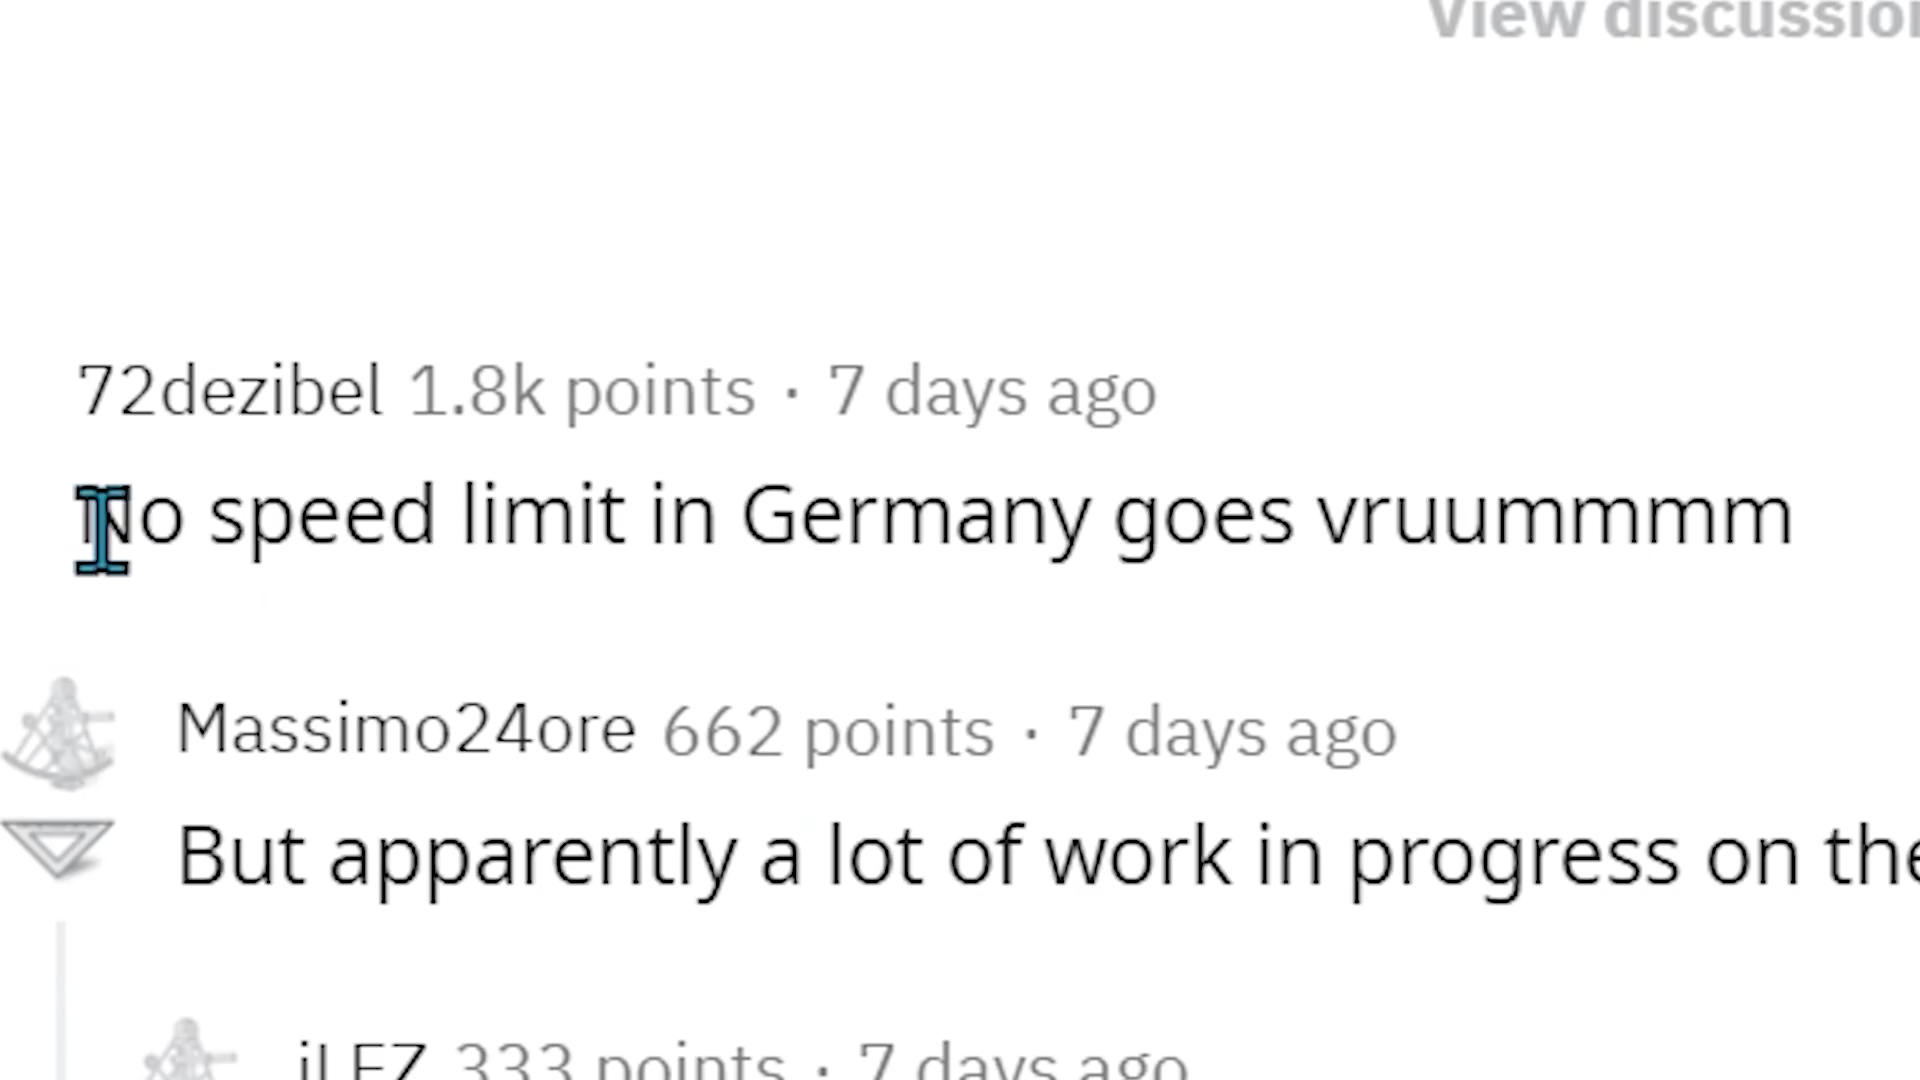 View discussion
72dezibel 1.8k points · 7 days ago
No speed limit in Germany goes vruummmm
Massimo24ore 662 points · 7 days ago
But apparently a lot of work in progress on the
333 points · 7 days ago